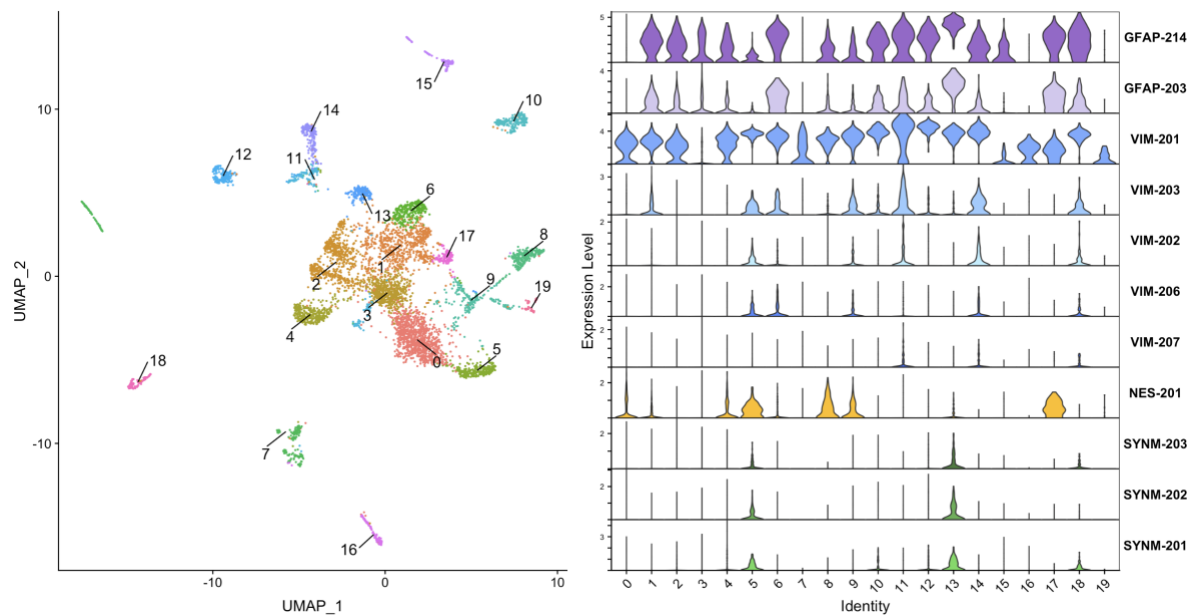 10
0
-10
UMAP_2
-10
0
10
UMAP_1
15
10
14
12
11
6
13
17
8
1
2
9
19
3
4
5
0
18
7
16
Expression Level
5
GFAP-214
4
GFAP-203
4
VIM-201
3
VIM-203
2
VIM-202
2
VIM-206
2
VIM-207
2
NES-201
2
SYNM-203
2
SYNM-202
3
SYNM-201
0 1 2 3 4 5 6 7 8 9 10 11 12 13 14 15 16 17 18 19
Identity